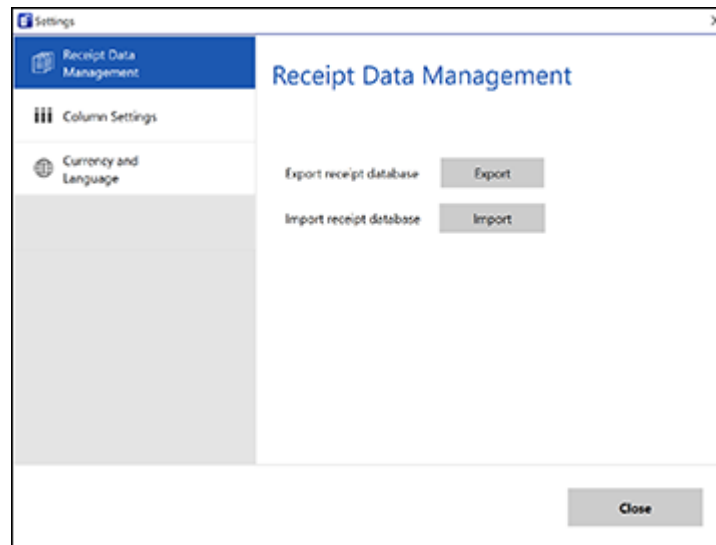 Settings
Receipt Data
Management
Column Settings
Currency and
Language
Receipt Data Management
Export receipt database
Export
Import receipt database
Import
Close